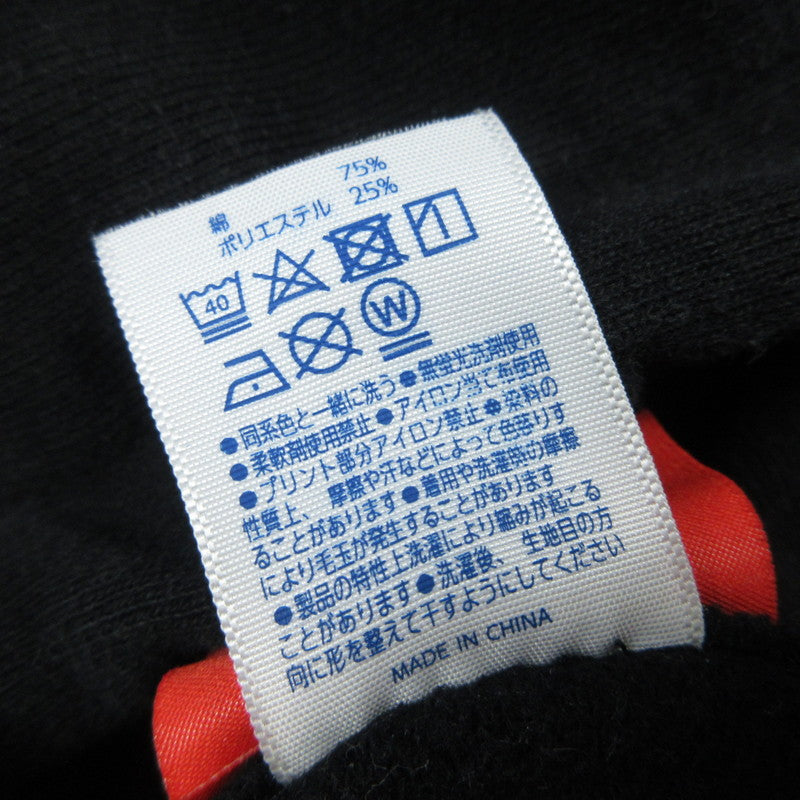 綿 75%
ポリエステル 25%
40
W
●同系色と一緒に洗う●無蛍光洗剤使用
●柔軟剤使用禁止●アイロン当て布使用
●プリント部分アイロン禁止●染料の
性質上、摩擦や汗などによって色移りす
ることがあります●着用や洗濯時の摩擦
により毛玉が発生することがあります
●製品の特性上洗濯により縮みが起こる
ことがあります●洗濯後、生地目の方
向に形を整えて干すようにしてください
MADE IN CHINA